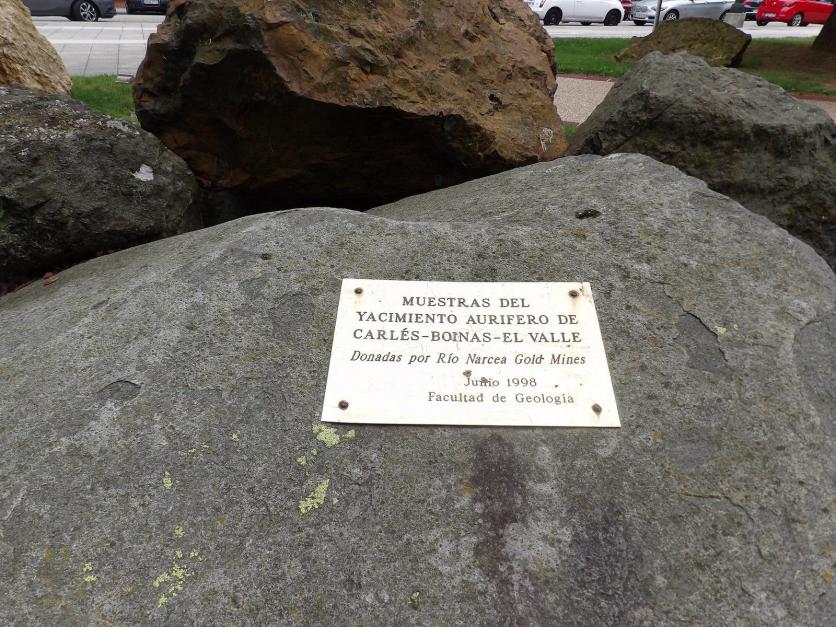 MUESTRAS DEL
YACIMIENTO AURIFERO DE
CARLÉS-BOINAS-EL VALLE
Donadas por Río Narcea Gold Mines
Junio 1998
Facultad de Geología